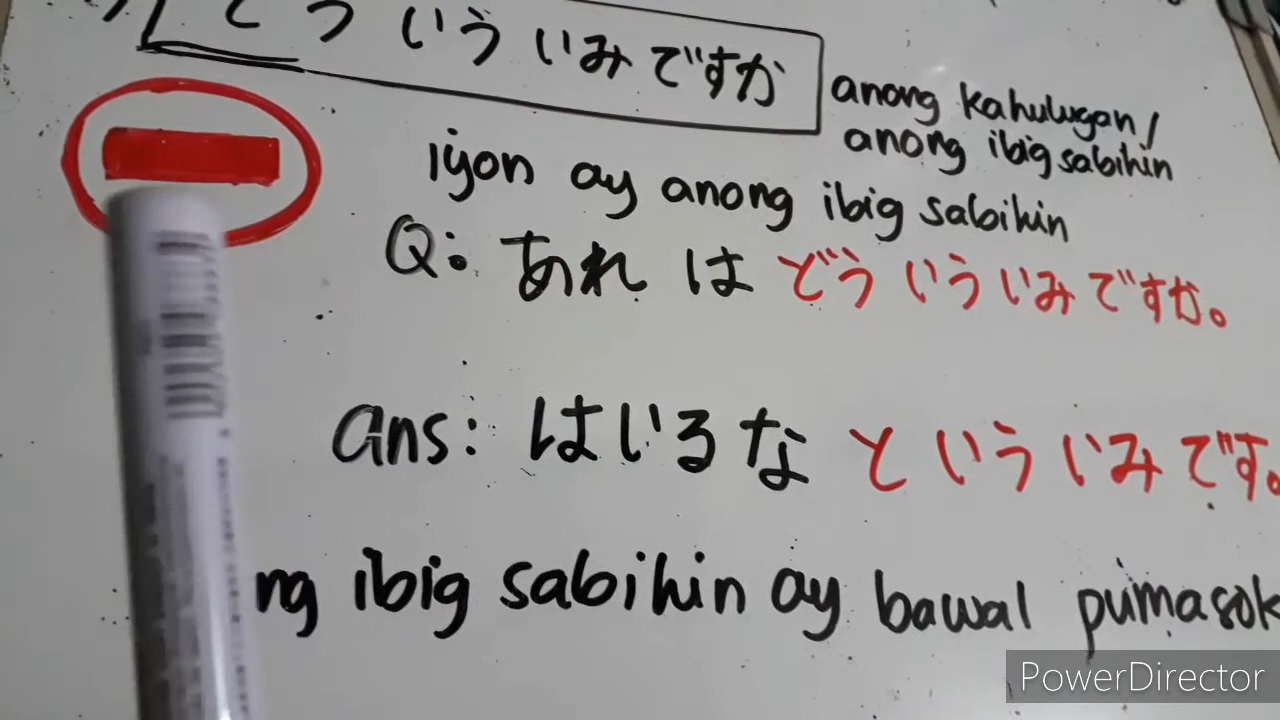 どういういみですか
anong kahulugan/
anong ibig sabihin
iyon ay anong ibig sabihin
Q: あれ は どういういみですか。
ans: はいるな という いみです。
ng ibig sabihin ay bawal pumasok
PowerDirector